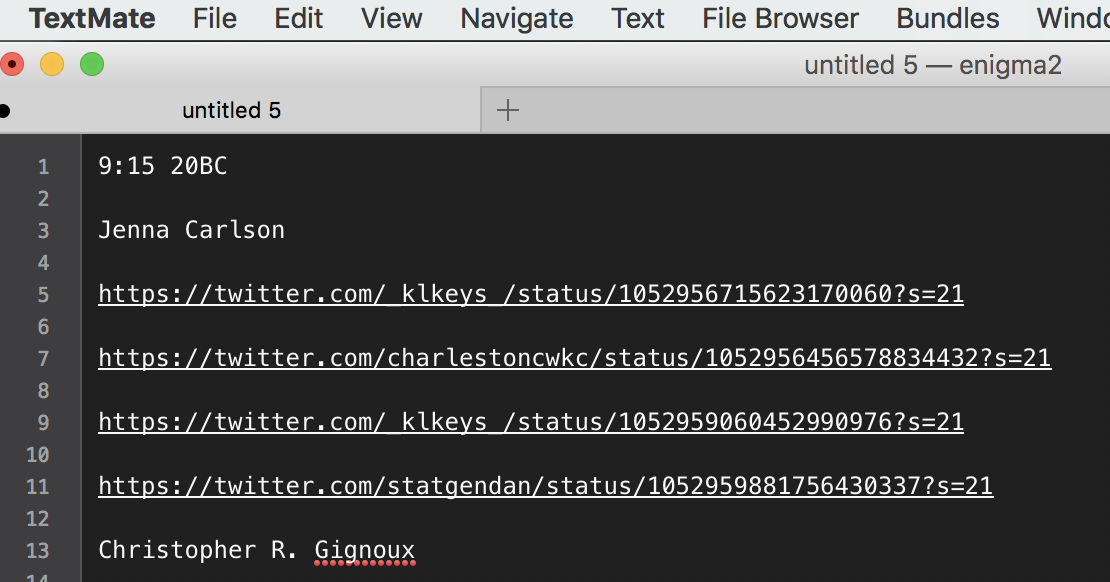 TextMate File Edit View Navigate Text File Browser Bundles
untitled 5 — enigma2
untitled 5
1 9:15 20BC
2
3 Jenna Carlson
4
5 https://twitter.com/_klkeys_/status/1052956715623170060?s=21
6
7 https://twitter.com/charlestoncwkc/status/1052956456578834432?s=21
8
9 https://twitter.com/_klkeys_/status/1052959060452990976?s=21
10
11 https://twitter.com/statgendan/status/1052959881756430337?s=21
12
13 Christopher R. Gignoux
14